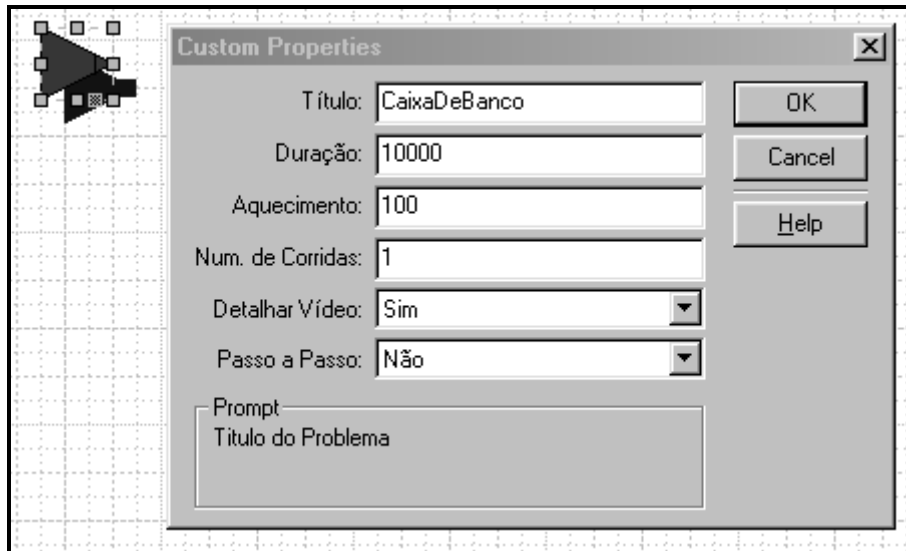 Custom Properties
Título: CaixaDeBanco
OK
Duração: 10000
Cancel
Aquecimento: 100
Help
Num. de Corridas: 1
Detalhar Vídeo: Sim
Passo a Passo: Não
Prompt
Titulo do Problema